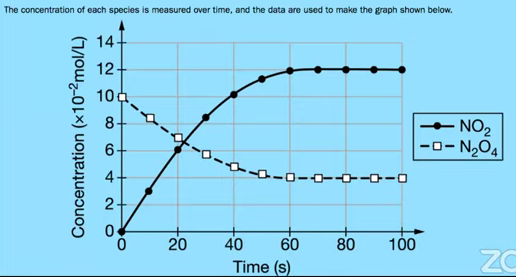 The concentration of each species is measured over time, and the data are used to make the graph shown below.
Concentration (×10⁻²mol/L)
14
12
10
8
6
4
2
0
0 20 40 60 80 100
Time (s)
NO₂
N₂O₄